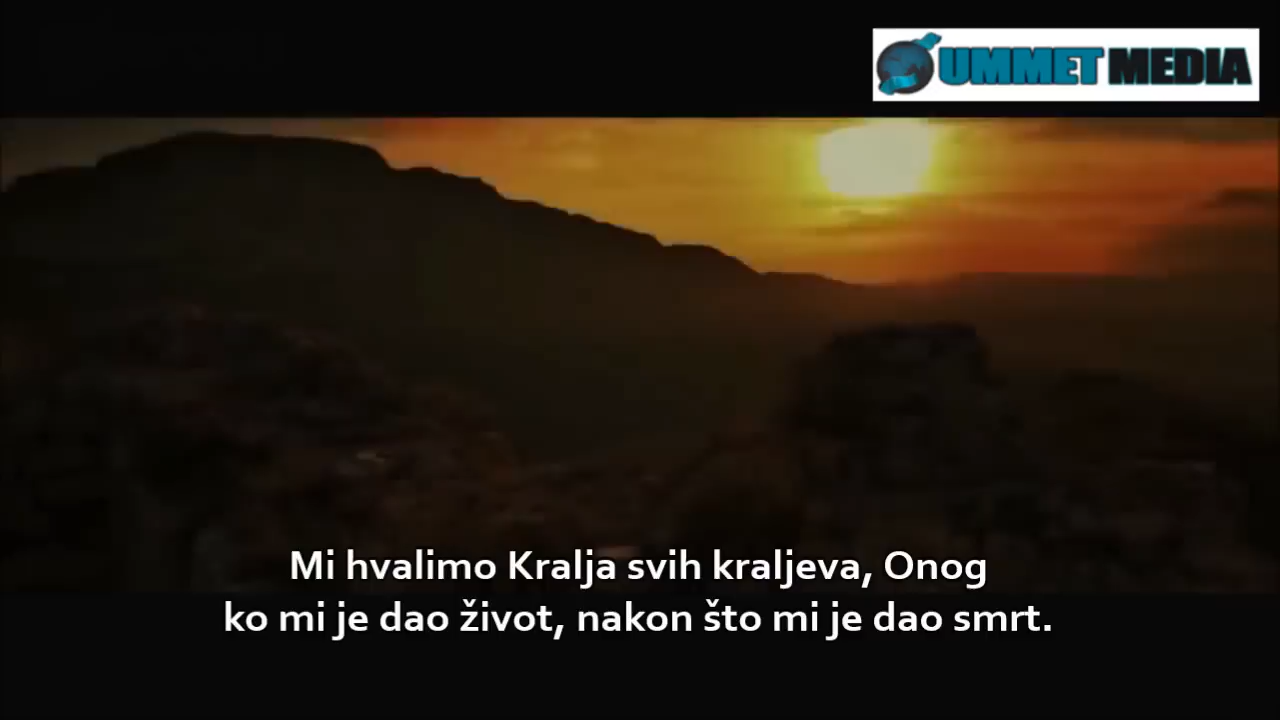 UMMET MEDIA
Mi hvalimo Kralja svih kraljeva, Onog
ko mi je dao život, nakon što mi je dao smrt.